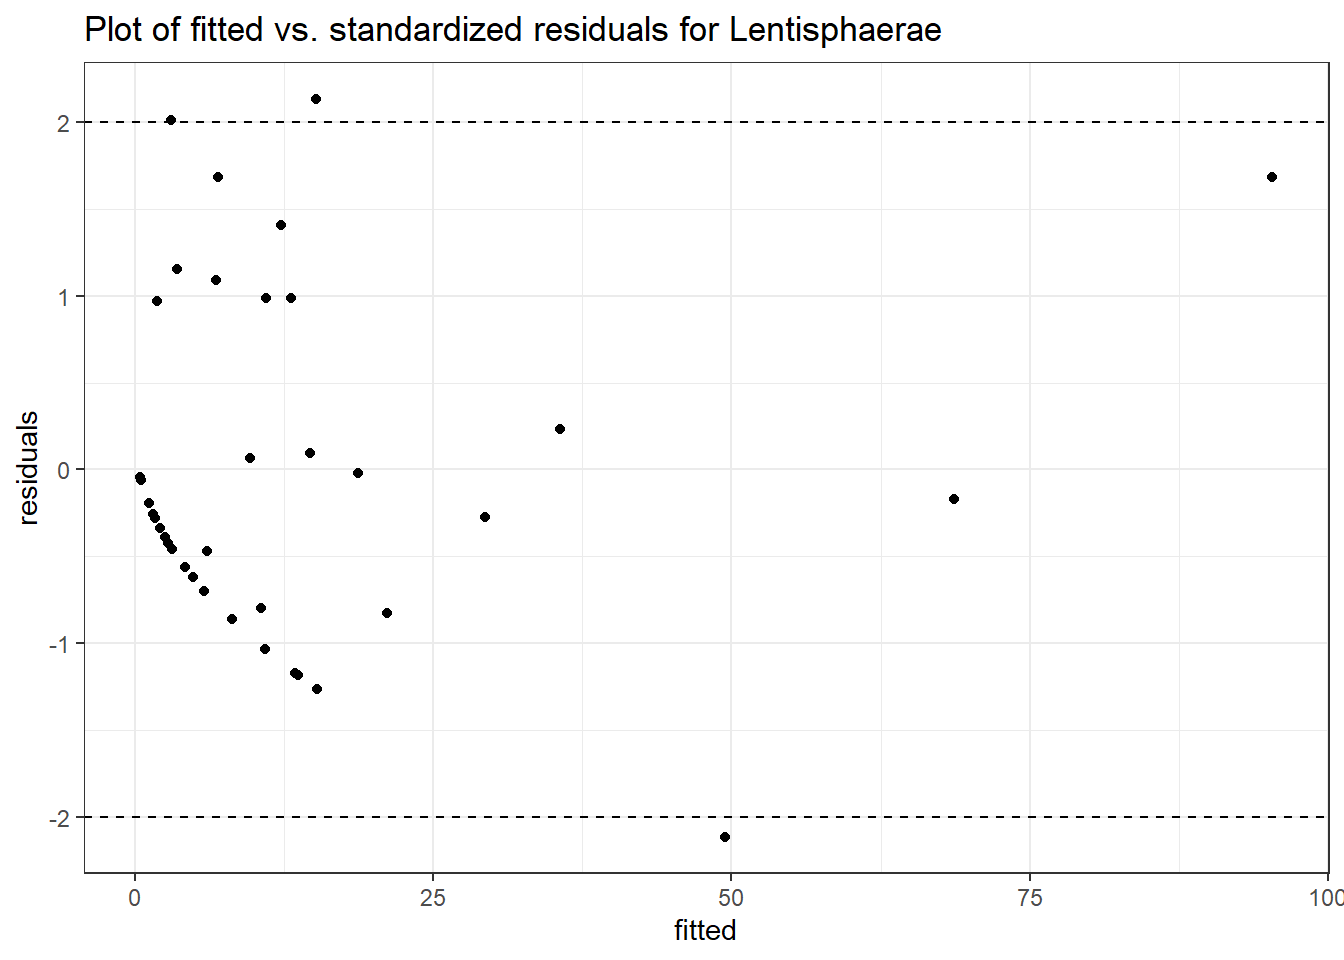 Plot of fitted vs. standardized residuals for Lentisphaerae
2
1
0
-1
-2
residuals
0 25 50 75 100
fitted